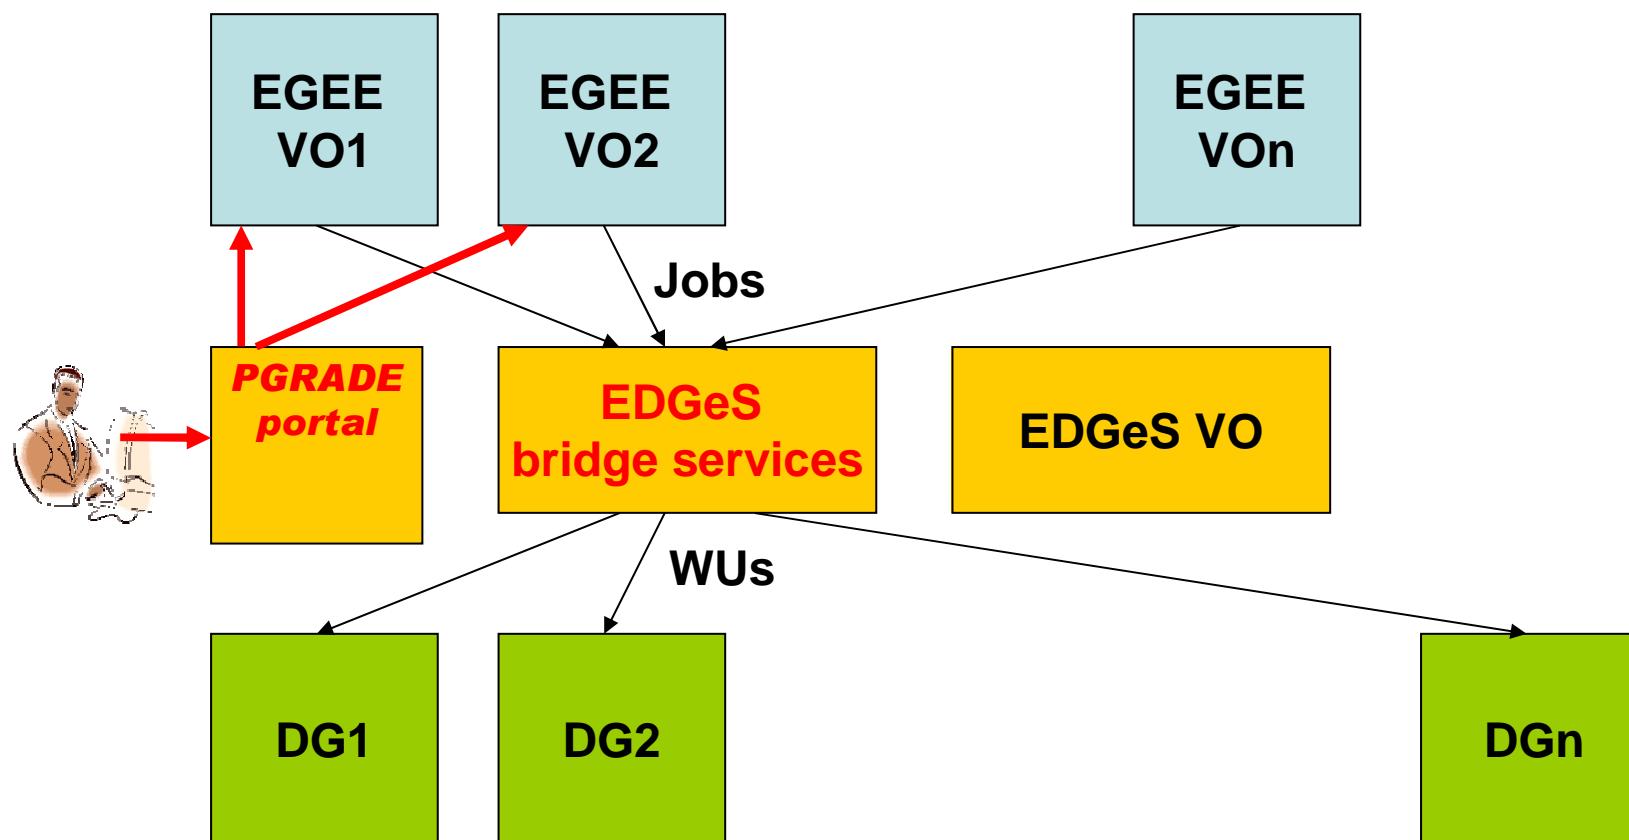 EGEE
VO1
EGEE
VO2
EGEE
VOn
Jobs
PGRADE
portal
EDGeS
bridge services
EDGeS VO
WUs
DG1
DG2
DGn